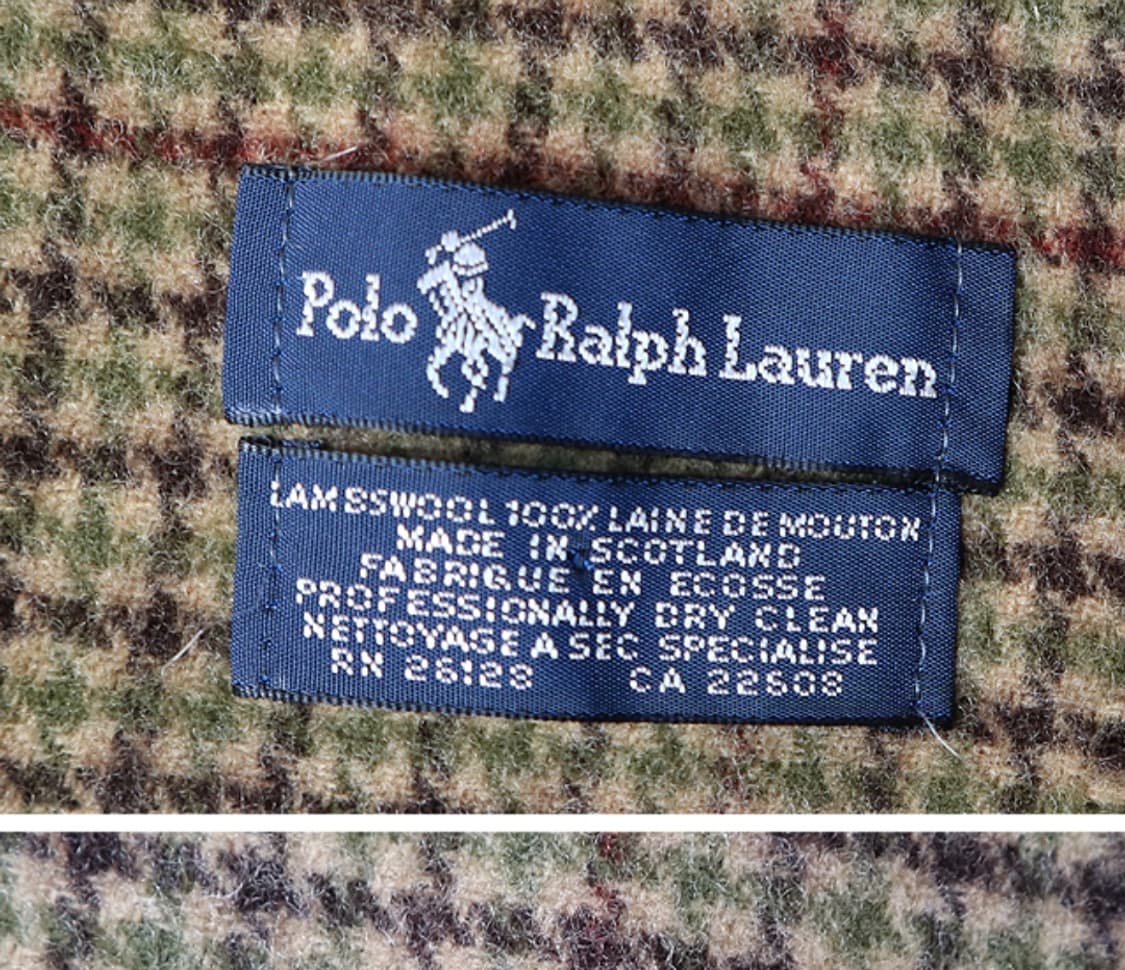 Polo Ralph Lauren
LAMBSWOOL 100% LAINE DE MOUTON
MADE IN SCOTLAND
FABRIQUE EN ECOSSE
PROFESSIONALLY DRY CLEAN
NETTOYAGE A SEC SPECIALISE
RN 26128 CA 22608